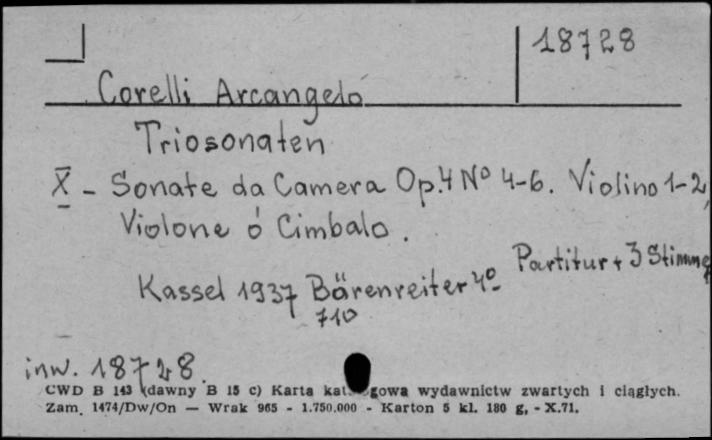 18728
Corelli Arcangelo
Triosonaten
X - Sonate da Camera Op.4 Nº 4-6. Violino 1-2,
Violone ó Cimbalo.
Partitur + 3 Stimme
Kassel 1937 Bärenreiter 4º
710
inw. 18728
CWD B 143 (dawny B 15 c) Karta kat gowa wydawnictw zwartych i ciągłych.
Zam. 1474/Dw/On — Wrak 965 - 1.750.000 - Karton 5 kl. 180 g, - X.71.